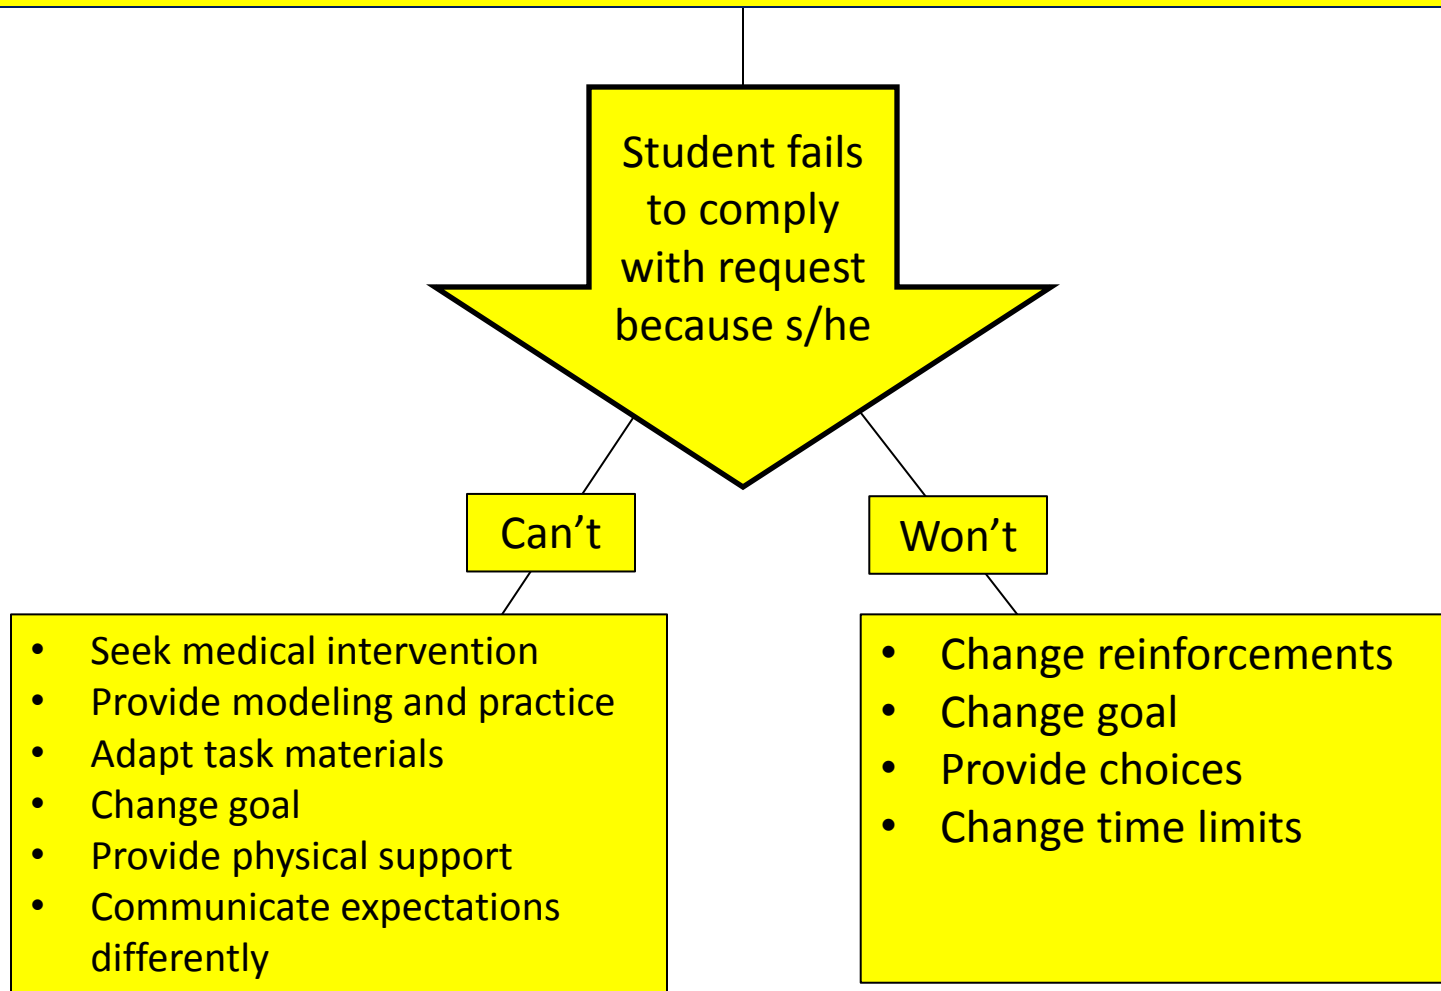 Student fails
to comply
with request
because s/he
Can’t
Won’t
• Seek medical intervention
• Provide modeling and practice
• Adapt task materials
• Change goal
• Provide physical support
• Communicate expectations
differently
• Change reinforcements
• Change goal
• Provide choices
• Change time limits